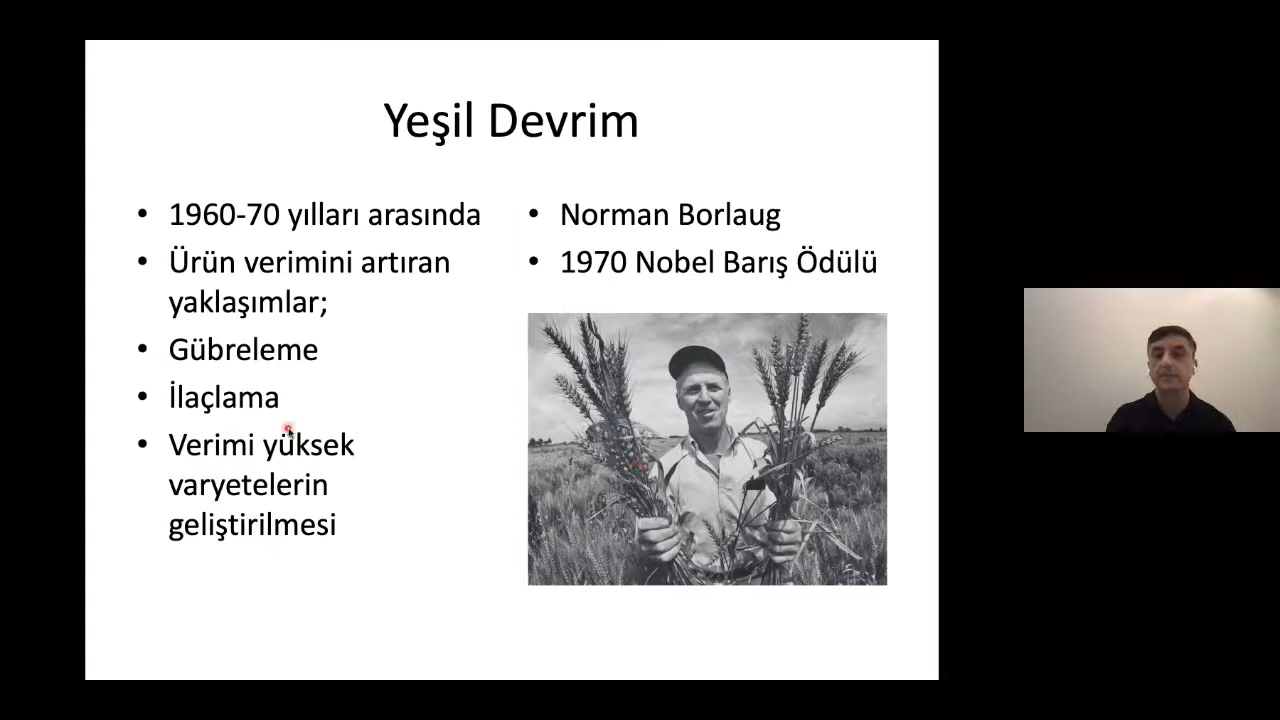 Yeşil Devrim
• 1960-70 yılları arasında
• Ürün verimini artıran
yaklaşımlar;
• Gübreleme
• İlaçlama
• Verimi yüksek
varyetelerin
geliştirilmesi
• Norman Borlaug
• 1970 Nobel Barış Ödülü